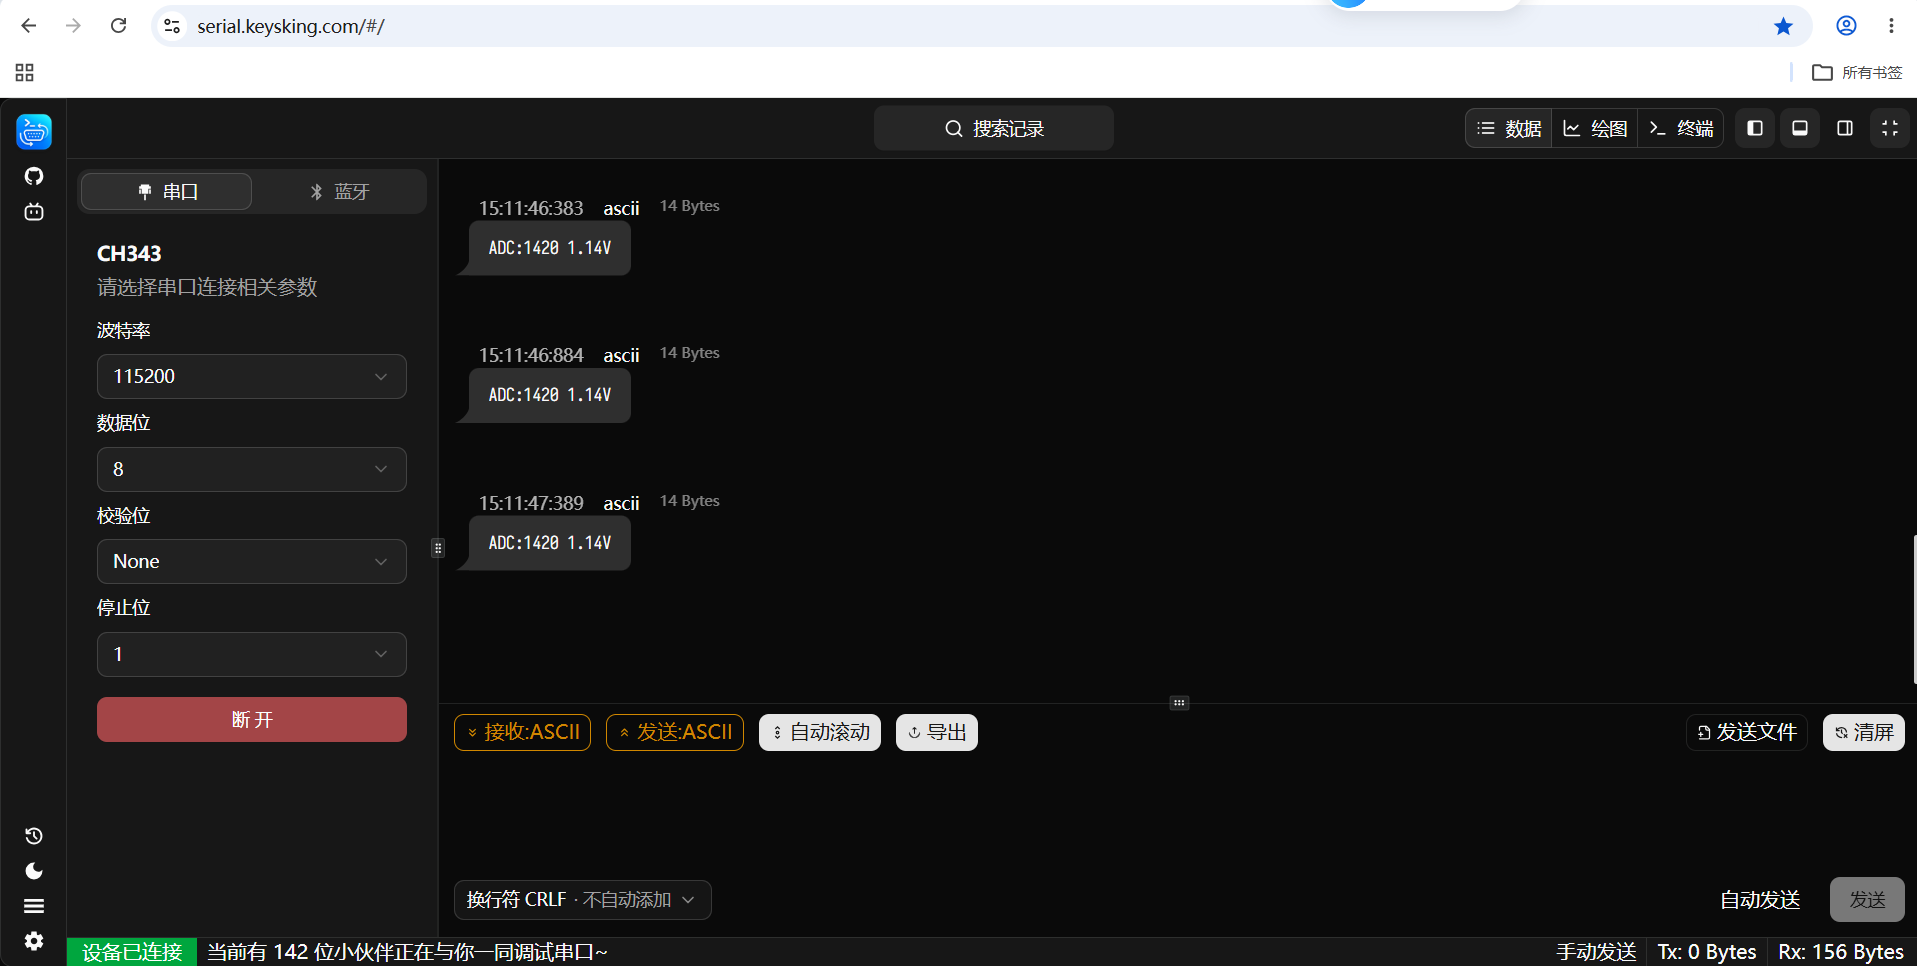 serial.keysking.com/#/
所有书签
搜索记录
数据
绘图
终端
串口
蓝牙
CH343
请选择串口连接相关参数
波特率
115200
数据位
8
校验位
None
停止位
1
断 开
15:11:46:383 ascii 14 Bytes
ADC:1420 1.14V
15:11:46:884 ascii 14 Bytes
ADC:1420 1.14V
15:11:47:389 ascii 14 Bytes
ADC:1420 1.14V
接收:ASCII
发送:ASCII
自动滚动
导出
发送文件
清屏
换行符 CRLF · 不自动添加
自动发送
发送
设备已连接
当前有 142 位小伙伴正在与你一同调试串口~
手动发送
Tx: 0 Bytes
Rx: 156 Bytes